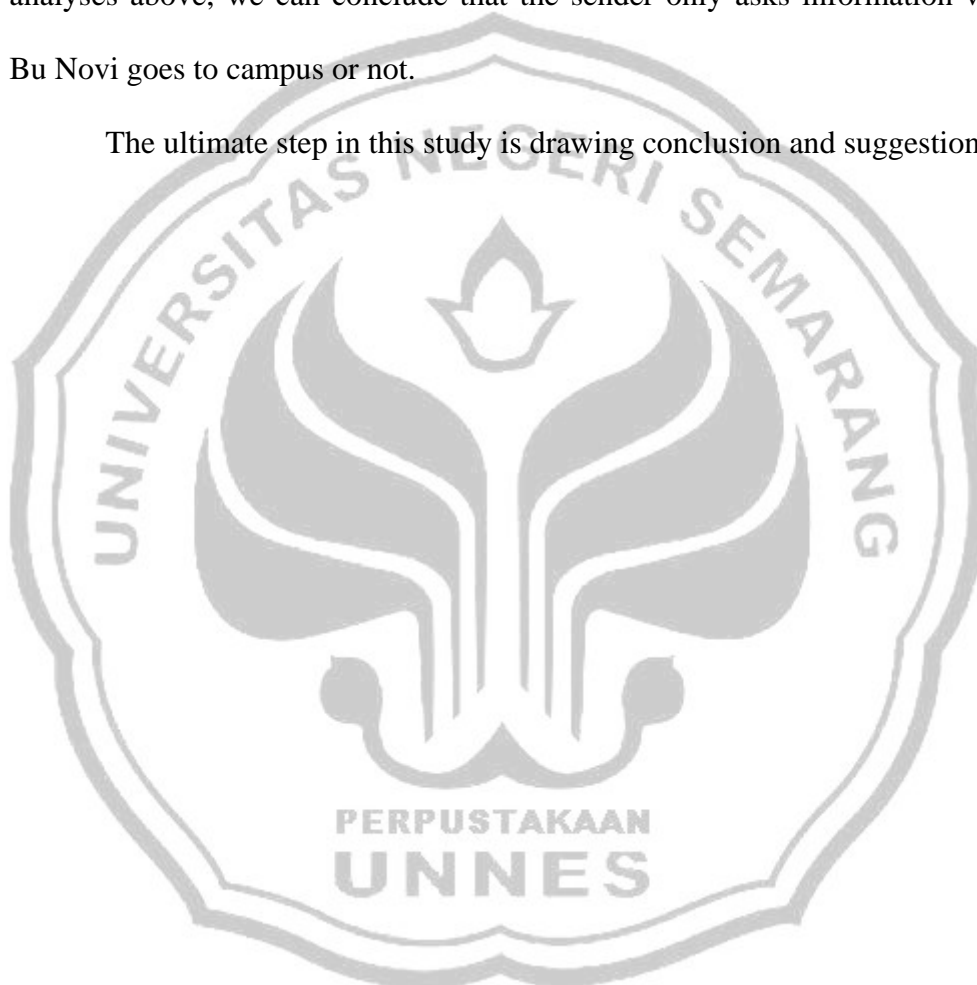 analyses above, we can conclude that the sender only asks information
Bu Novi goes to campus or not.
The ultimate step in this study is drawing conclusion and suggestion
UNIVERSITAS NEGERI SEMARANG
PERPUSTAKAAN
UNNES